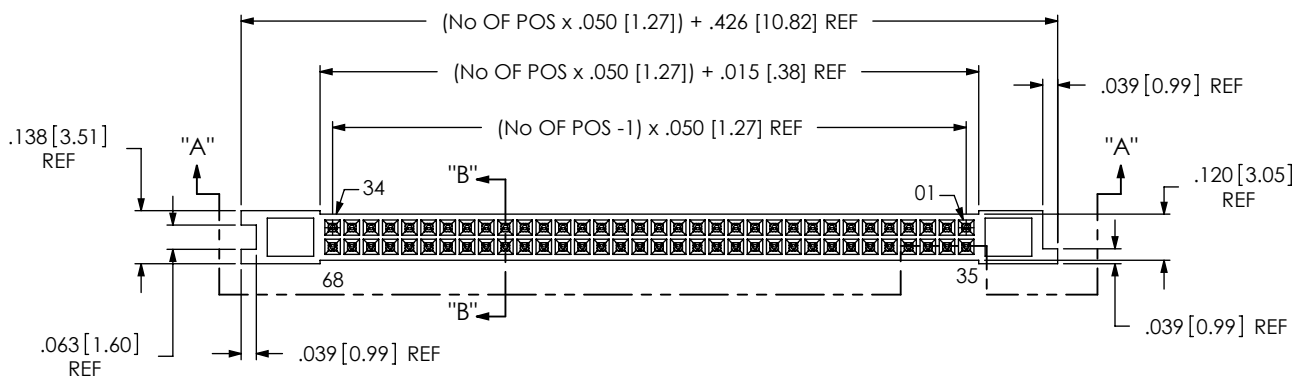 (No OF POS x .050 [1.27]) + .426 [10.82] REF
(No OF POS x .050 [1.27]) + .015 [.38] REF
.039 [0.99] REF
(No OF POS -1) x .050 [1.27] REF
.138 [3.51]
REF
"A"
"B"
"A"
.120 [3.05]
REF
34
01
68
35
"B"
.063 [1.60]
REF
.039 [0.99] REF
.039 [0.99] REF